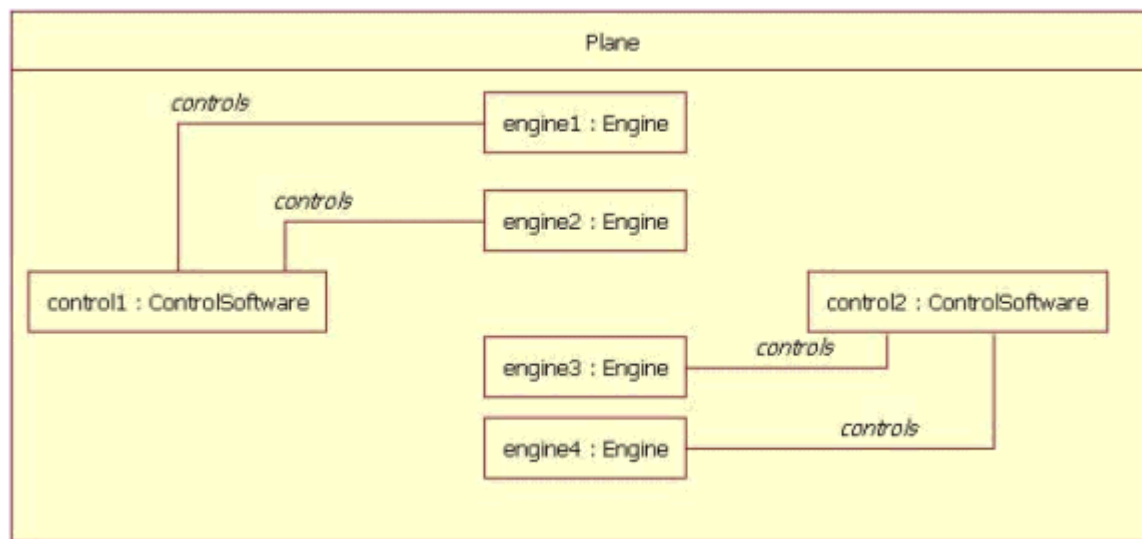 Plane
controls
engine1 : Engine
controls
engine2 : Engine
control1 : ControlSoftware
control2 : ControlSoftware
controls
engine3 : Engine
controls
engine4 : Engine